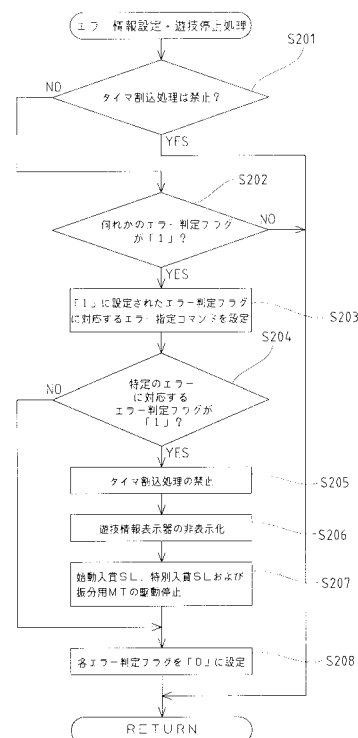 エラー情報設定・遊技停止処理
S201
NO
タイマ割込処理は禁止？
YES
S202
何れかのエラー判定フラグ
が「1」？
NO
YES
「1」に設定されたエラー判定フラグ
に対応するエラー指定コマンドを設定
S203
S204
NO
特定のエラー
に対応する
エラー判定フラグが
「1」？
YES
タイマ割込処理の禁止
S205
遊技情報表示器の非表示化
S206
始動入賞SL、特別入賞SLおよび
振分用MTの駆動停止
S207
各エラー判定フラグを「0」に設定
S208
RETURN